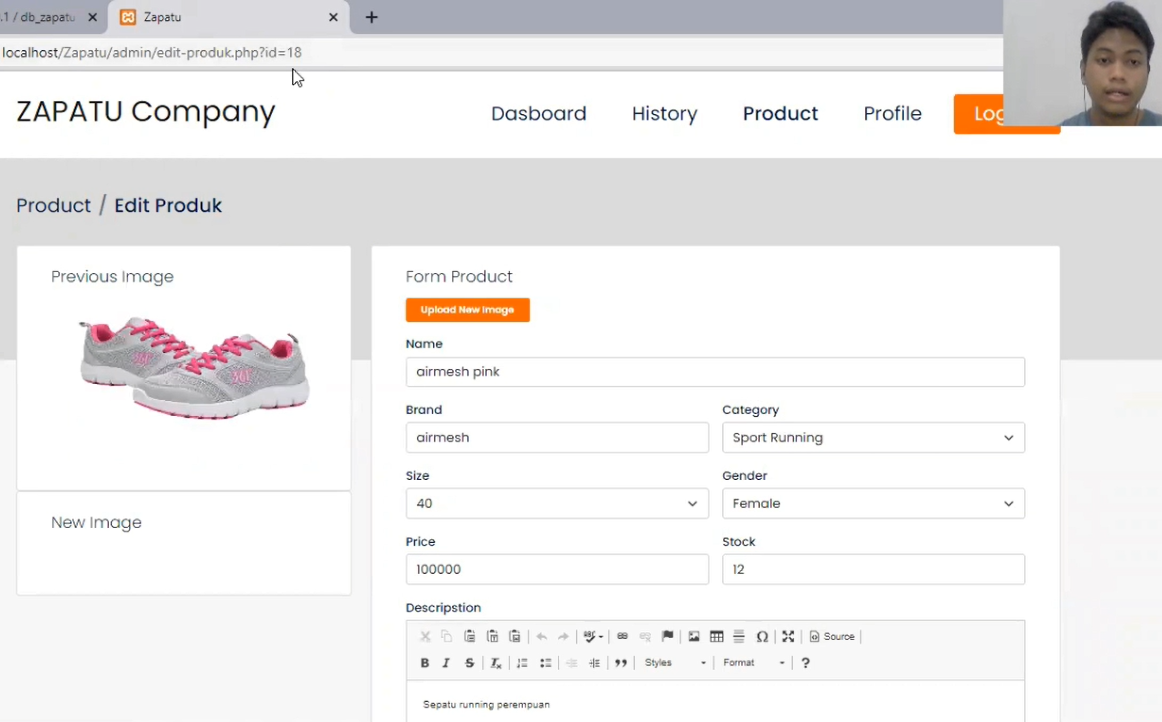 .1 / db_zapatu
Zapatu
localhost/Zapatu/admin/edit-produk.php?id=18
ZAPATU Company
Dasboard
History
Product
Profile
Product / Edit Produk
Previous Image
Form Product
Upload New Image
Name
airmesh pink
Brand
Category
airmesh
Sport Running
Size
Gender
40
Female
Price
Stock
100000
12
New Image
Descripstion
Source
B I S Styles Format ?
Sepatu running perempuan